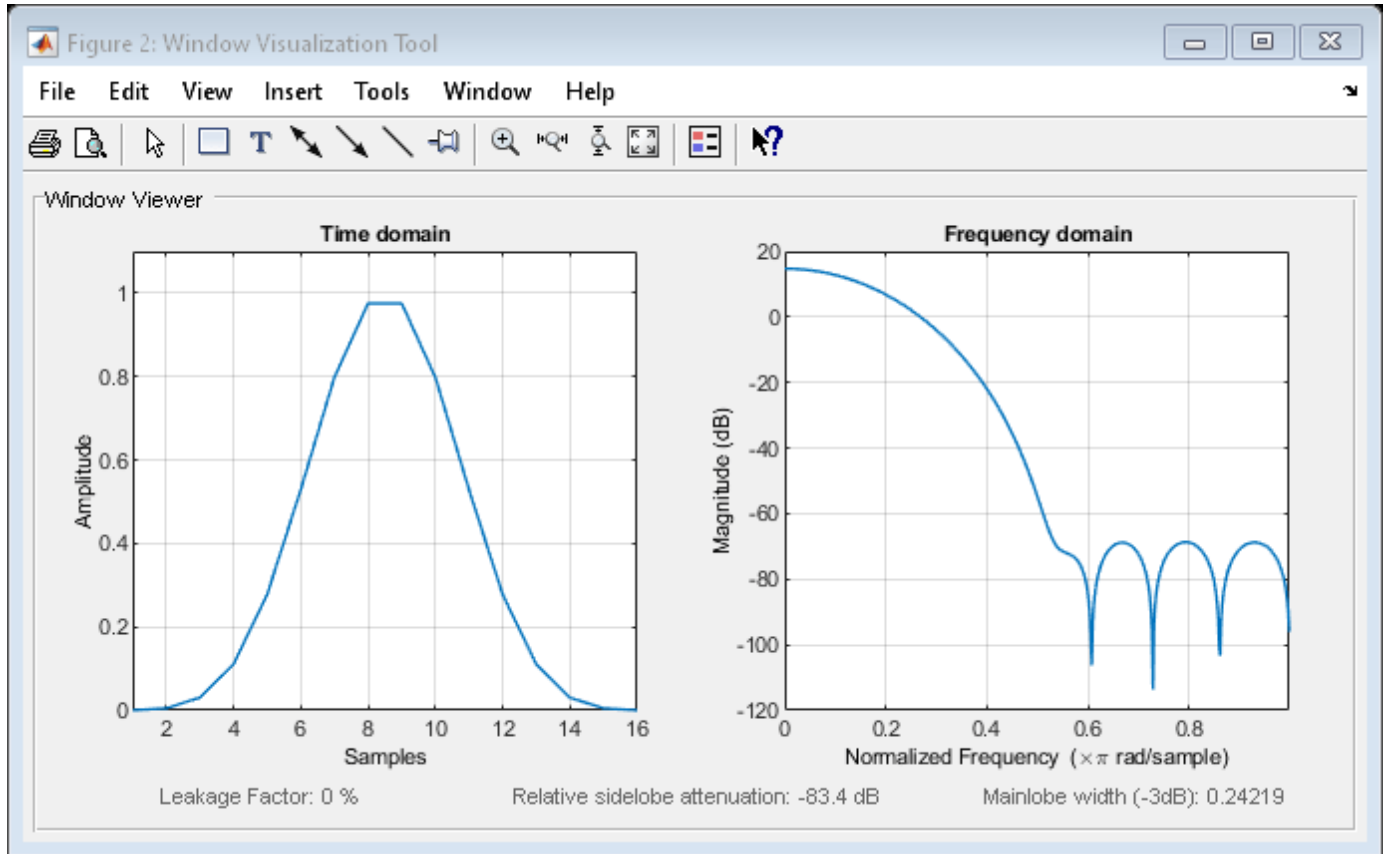 Figure 2: Window Visualization Tool
File Edit View Insert Tools Window Help
T
?
Window Viewer
Time domain
1
0.8
0.6
0.4
0.2
0
Amplitude
2 4 6 8 10 12 14 16
Samples
Frequency domain
20
0
-20
-40
-60
-80
-100
-120
Magnitude (dB)
0 0.2 0.4 0.6 0.8
Normalized Frequency (×π rad/sample)
Leakage Factor: 0 % Relative sidelobe attenuation: -83.4 dB Mainlobe width (-3dB): 0.24219